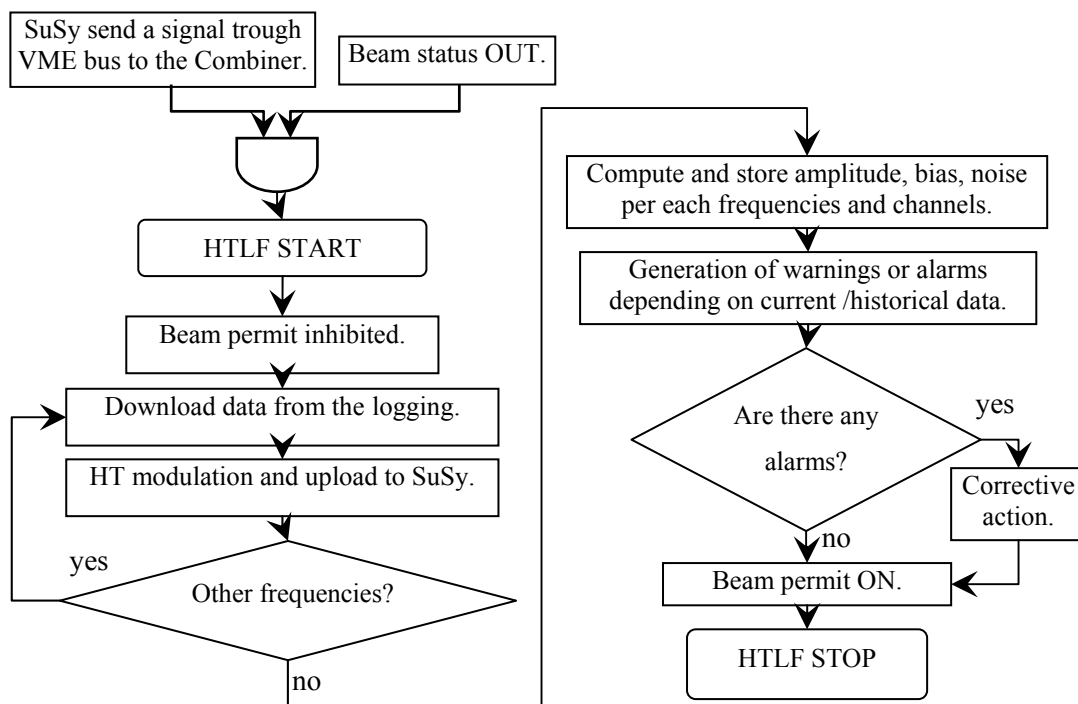 SuSy send a signal trough
VME bus to the Combiner.
Beam status OUT.
HTLF START
Beam permit inhibited.
Download data from the logging.
HT modulation and upload to SuSy.
yes
Other frequencies?
no
Compute and store amplitude, bias, noise
per each frequencies and channels.
Generation of warnings or alarms
depending on current /historical data.
Are there any
alarms?
yes
Corrective
action.
no
Beam permit ON.
HTLF STOP